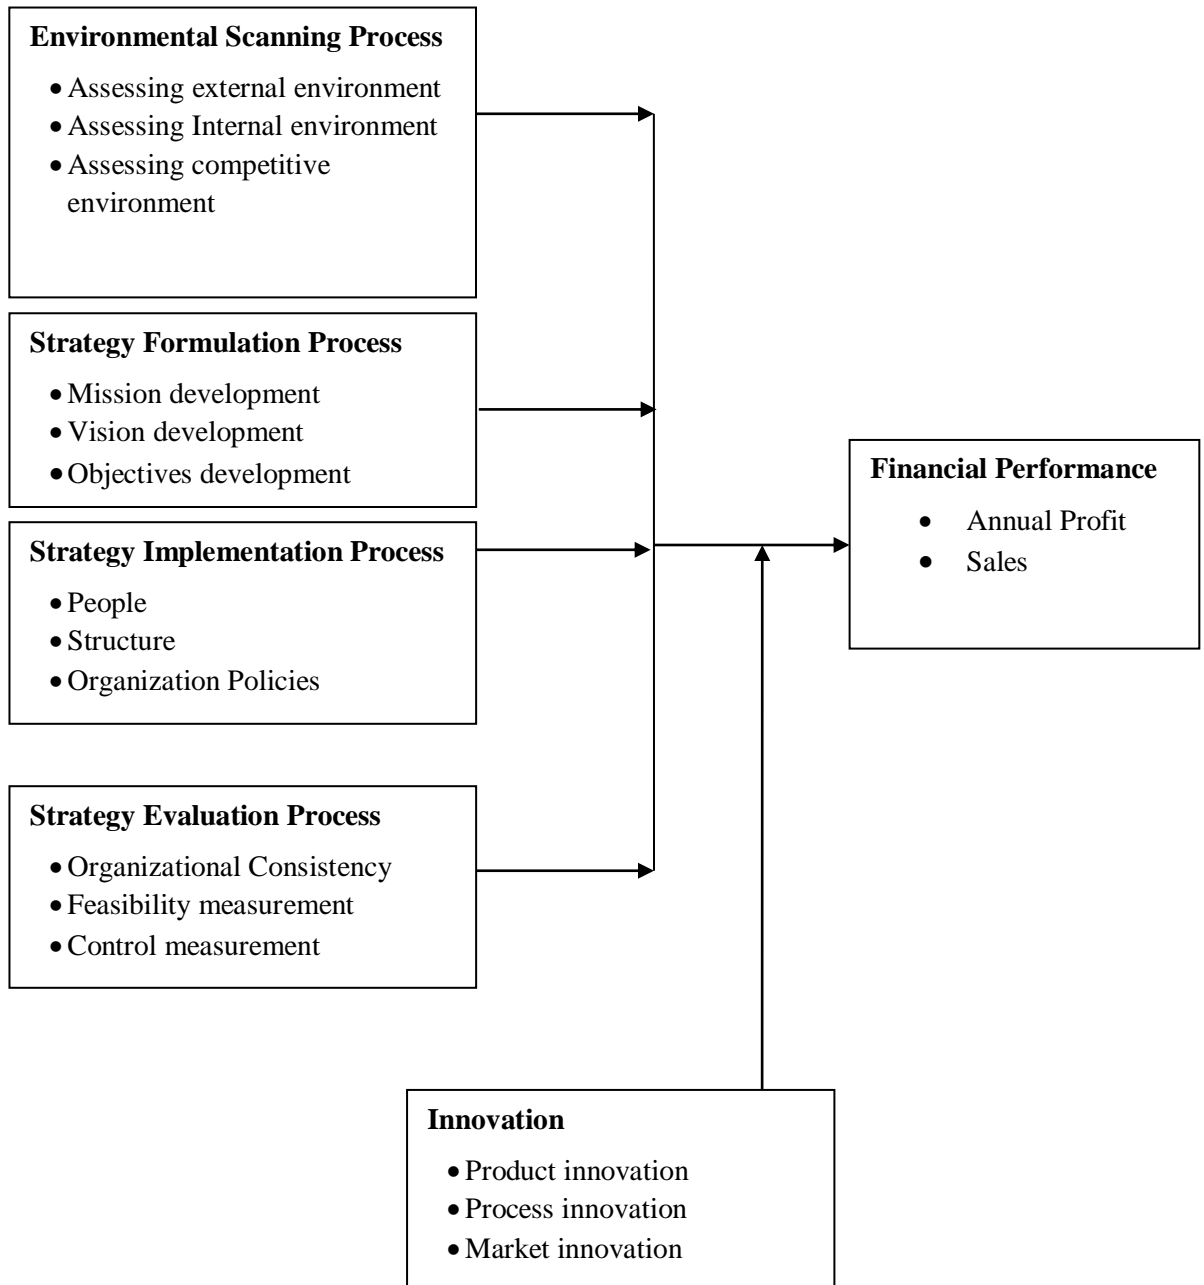 Environmental Scanning Process
• Assessing external environment
• Assessing Internal environment
• Assessing competitive
environment
Strategy Formulation Process
• Mission development
• Vision development
• Objectives development
Strategy Implementation Process
• People
• Structure
• Organization Policies
Strategy Evaluation Process
• Organizational Consistency
• Feasibility measurement
• Control measurement
Financial Performance
• Annual Profit
• Sales
Innovation
• Product innovation
• Process innovation
• Market innovation